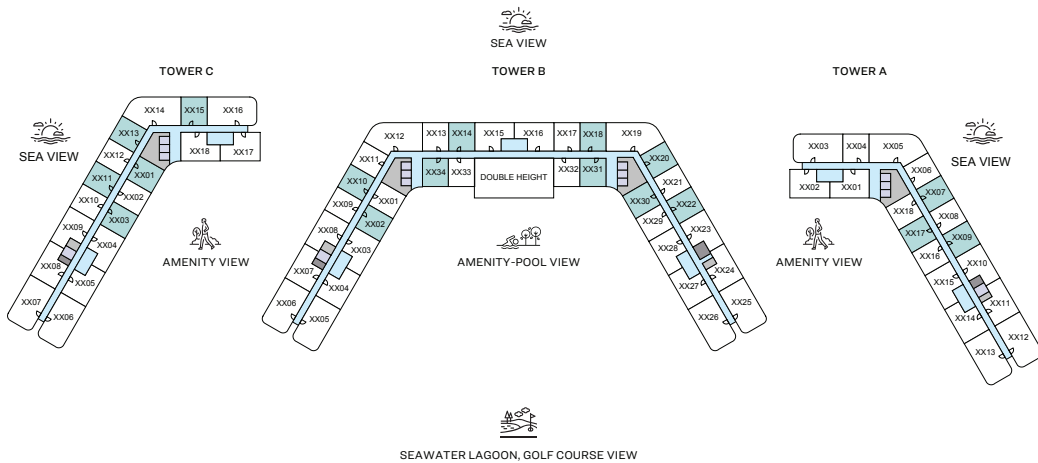 SEA VIEW
TOWER C
TOWER B
TOWER A
SEA VIEW
XX14
XX15
XX16
XX13
XX12
XX11
XX10
XX09
XX08
XX07
XX06
XX05
XX04
XX03
XX02
XX01
XX18
XX17
AMENITY VIEW
XX12
XX13
XX14
XX15
XX16
XX17
XX18
XX19
XX11
XX10
XX09
XX08
XX07
XX06
XX05
XX04
XX03
XX02
XX01
XX34
XX33
DOUBLE HEIGHT
XX32
XX31
XX20
XX21
XX22
XX23
XX24
XX25
XX26
XX27
XX28
XX29
XX30
AMENITY-POOL VIEW
SEA VIEW
XX03
XX04
XX05
XX02
XX01
XX06
XX07
XX08
XX09
XX10
XX11
XX12
XX13
XX14
XX15
XX16
XX17
XX18
AMENITY VIEW
SEAWATER LAGOON, GOLF COURSE VIEW